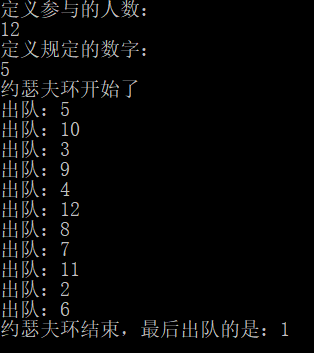 定义参与的人数：
12
定义规定的数字：
5
约瑟夫环开始了
出队：5
出队：10
出队：3
出队：9
出队：4
出队：12
出队：8
出队：7
出队：11
出队：2
出队：6
约瑟夫环结束，最后出队的是：1